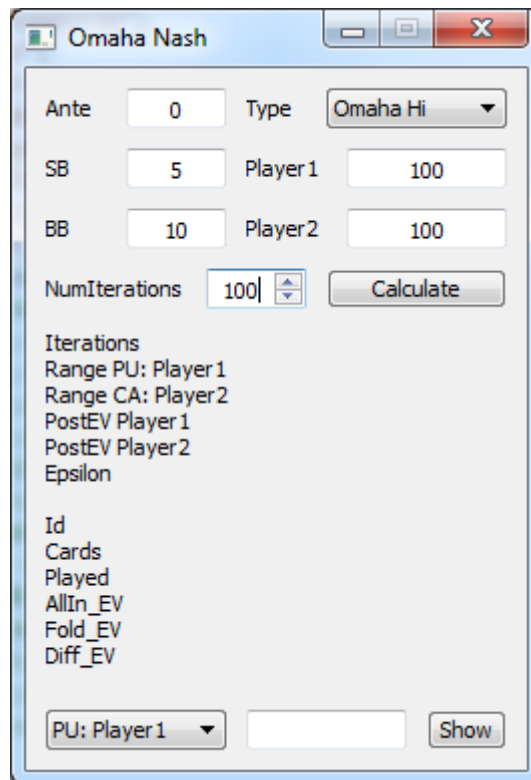 Omaha Nash
Ante 0 Type Omaha Hi
SB 5 Player1 100
BB 10 Player2 100
NumIterations 100 Calculate
Iterations
Range PU: Player1
Range CA: Player2
PostEV Player1
PostEV Player2
Epsilon
Id
Cards
Played
AllIn_EV
Fold_EV
Diff_EV
PU: Player1 Show